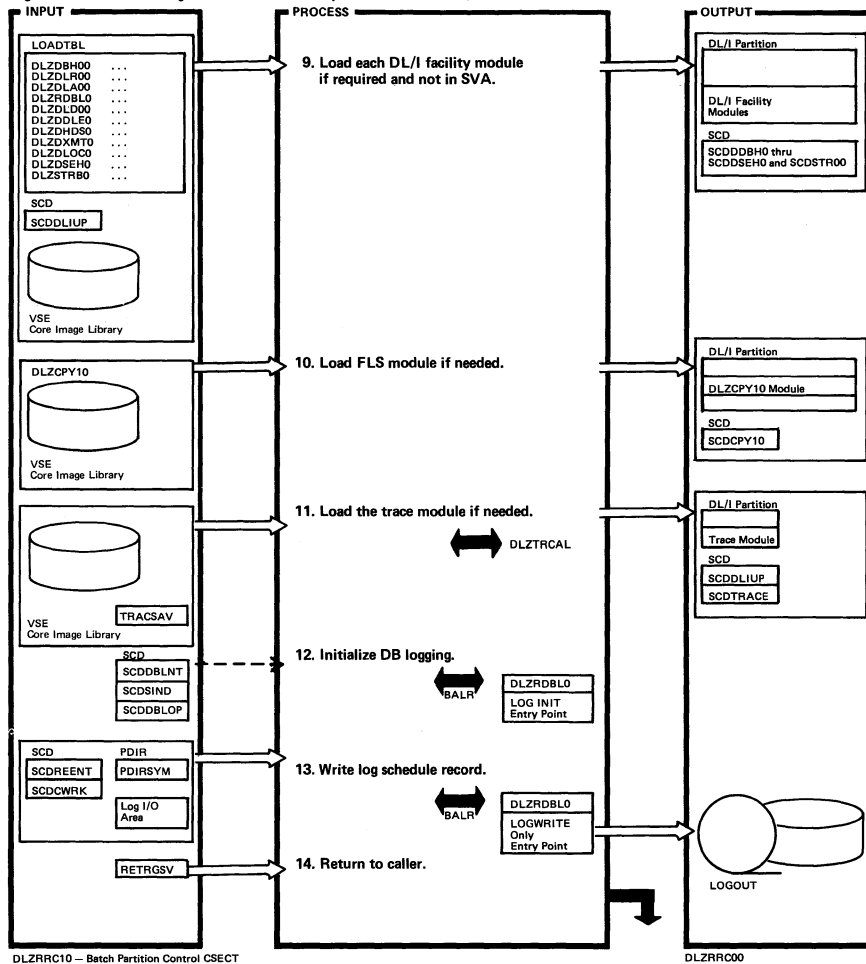 INPUT
PROCESS
OUTPUT
LOADTBL
DLZDBH00 ...
DLZDLR00 ...
DLZDLA00 ...
DLZRDBL0 ...
DLZDLD00 ...
DLZDDLE0 ...
DLZDHDS0 ...
DLZDXMT0 ...
DLZDLOC0 ...
DLZDSEH0 ...
DLZSTRB0 ...
SCD
SCDDLIUP
VSE
Core Image Library
9. Load each DL/I facility module
if required and not in SVA.
DL/I Partition
DL/I Facility
Modules
SCD
SCDDDBH0 thru
SCDDSEH0 and SCDSTR00
DLZCPY10
VSE
Core Image Library
10. Load FLS module if needed.
DL/I Partition
DLZCPY10 Module
SCD
SCDCPY10
VSE
Core Image Library
TRACSAV
11. Load the trace module if needed.
DLZTRCAL
DL/I Partition
Trace Module
SCD
SCDDLIUP
SCDTRACE
SCD
SCDDBLNT
SCDSIND
SCDDBLOP
12. Initialize DB logging.
BALR
DLZRDBL0
LOG INIT
Entry Point
SCD
SCDREENT
SCDCWRK
PDIR
PDIRSYM
Log I/O
Area
13. Write log schedule record.
BALR
DLZRDBL0
LOGWRITE
Only
Entry Point
LOGOUT
RETRGSV
14. Return to caller.
DLZRRC10 — Batch Partition Control CSECT
DLZRRC00